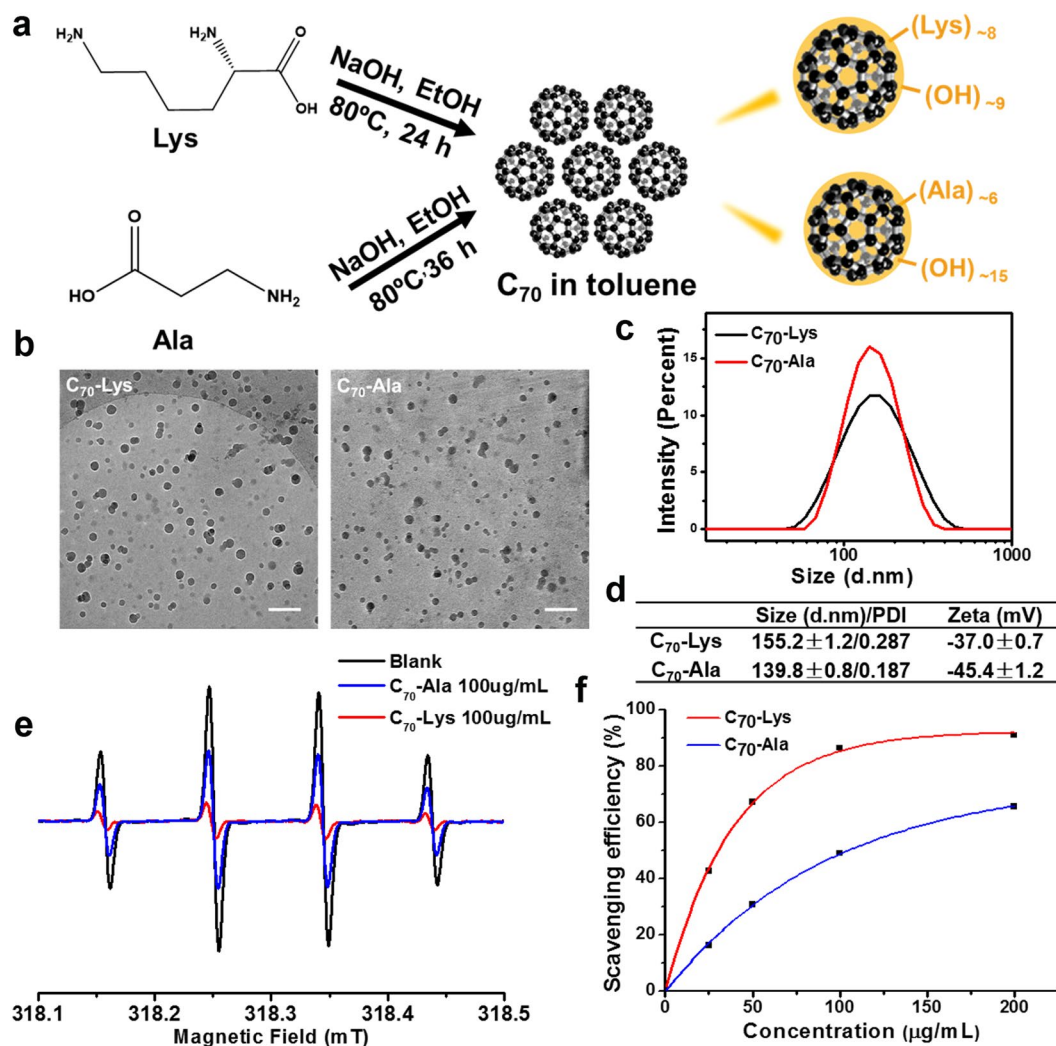 a
H₂N
H₂N
O
OH
Lys
NaOH, EtOH
80ºC, 24 h
O
HO
NH₂
Ala
NaOH, EtOH
80ºC·36 h
C₇₀ in toluene
(Lys)~8
(OH)~9
(Ala)~6
(OH)~15
b
C₇₀-Lys
C₇₀-Ala
c
C₇₀-Lys
C₇₀-Ala
Intensity (Percent)
15
10
5
0
100
1000
Size (d.nm)
d
Size (d.nm)/PDI Zeta (mV)
C₇₀-Lys 155.2±1.2/0.287 -37.0±0.7
C₇₀-Ala 139.8±0.8/0.187 -45.4±1.2
e
Blank
C₇₀-Ala 100ug/mL
C₇₀-Lys 100ug/mL
318.1 318.2 318.3 318.4 318.5
Magnetic Field (mT)
f
C₇₀-Lys
C₇₀-Ala
Scavenging efficiency (%)
100
80
60
40
20
0
0 50 100 150 200
Concentration (μg/mL)